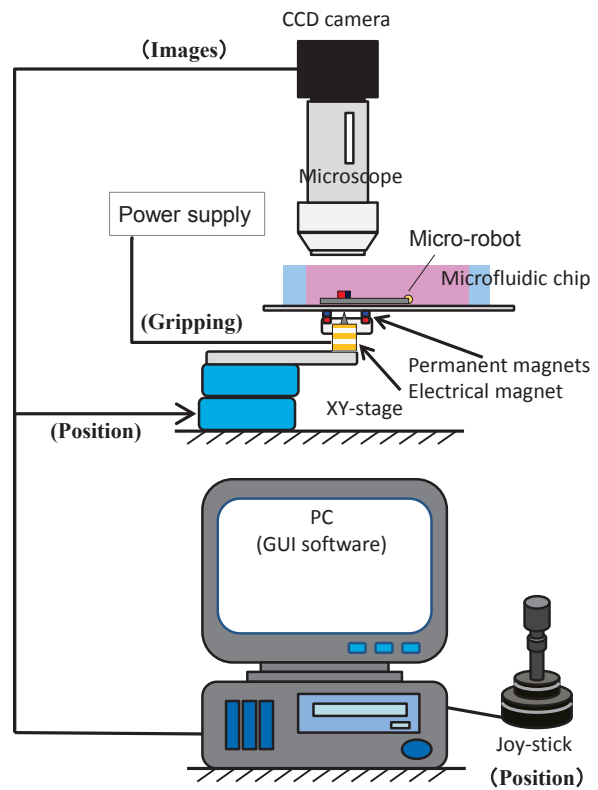 CCD camera
(Images)
Microscope
Power supply
Micro-robot
Microfluidic chip
(Gripping)
Permanent magnets
Electrical magnet
XY-stage
(Position)
PC
(GUI software)
Joy-stick
(Position)